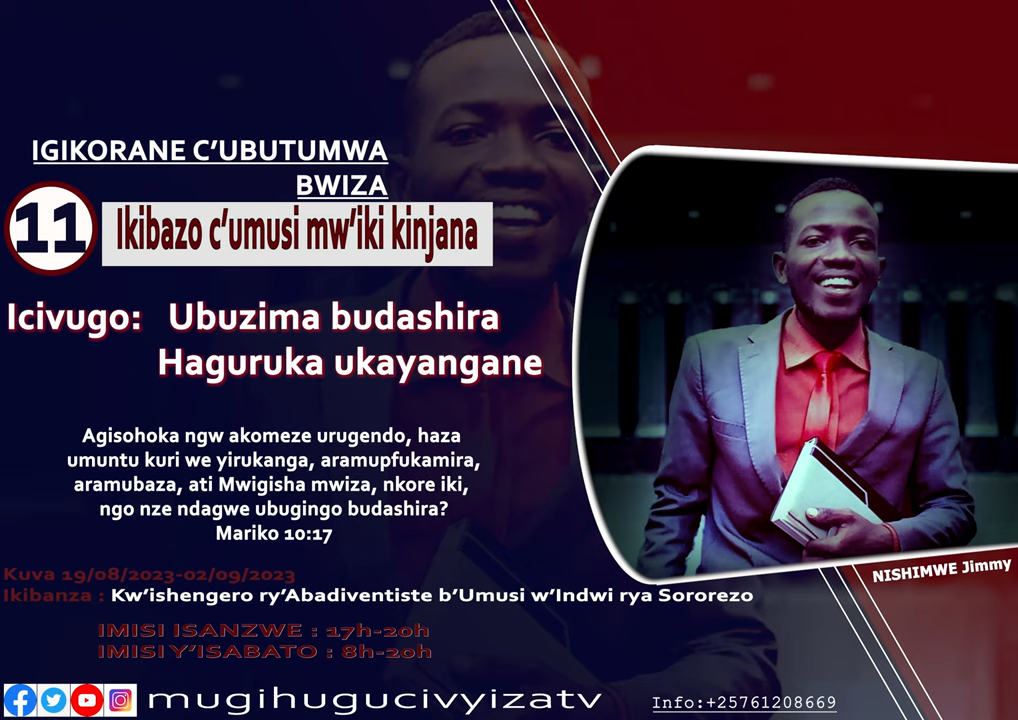 IGIKORANE C'UBUTUMWA
BWIZA
11
Ikibazo c'umusi mw'iki kinjana
Icivugo: Ubuzima budashira
Haguruka ukayangane
Agisohoka ngw akomeze urugendo, haza
umuntu kuri we yirukanga, aramupfukamira,
aramubaza, ati Mwigisha mwiza, nkore iki,
ngo nze ndagwe ubugingo budashira?
Mariko 10:17
NISHIMWE Jimmy
Kuva 19/08/2023-02/09/2023
Ikibanza : Kw'ishengero ry'Abadiventiste b'Umusi w'Indwi rya Sororezo
IMISI ISANZWE : 17h-20h
IMISI Y'ISABATO : 8h-20h
mugihugucivyizatv
Info:+25761208669